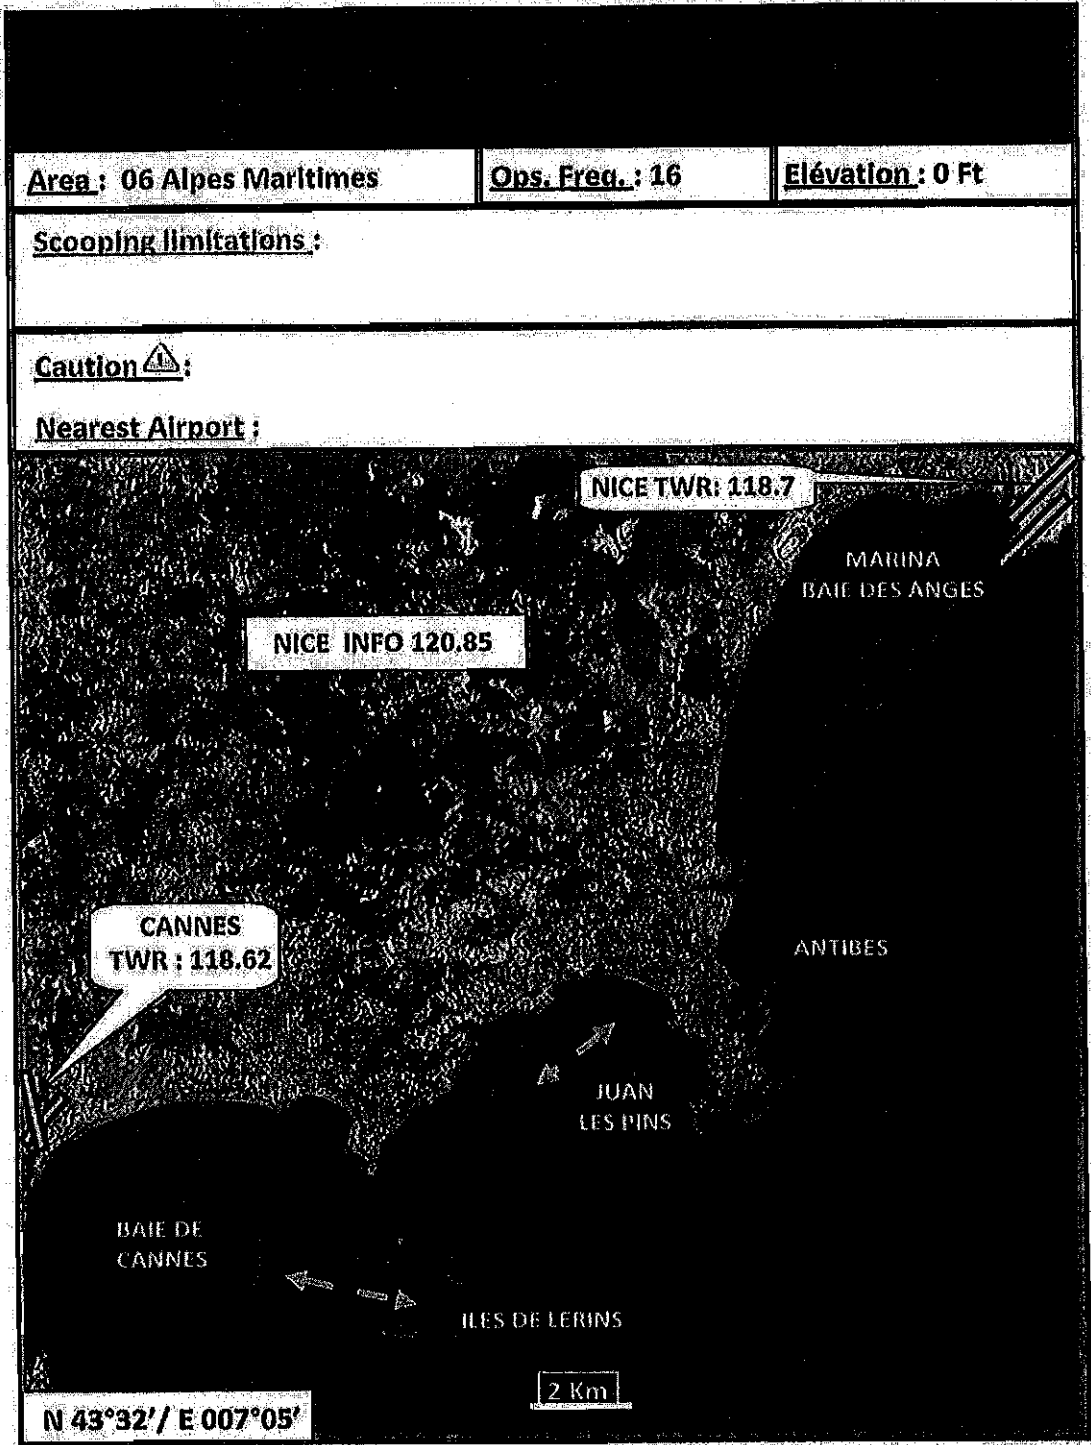 Area : 06 Alpes Maritimes
Ops. Freq. : 16
Elévation : 0 Ft
Scooping limitations :
Caution :
Nearest Airport :
NICE TWR: 118.7
MARINA
BAIE DES ANGES
NICE INFO 120.85
CANNES
TWR : 118.62
ANTIBES
JUAN
LES PINS
BAIE DE
CANNES
ILES DE LERINS
2 Km
N 43°32'/ E 007°05'